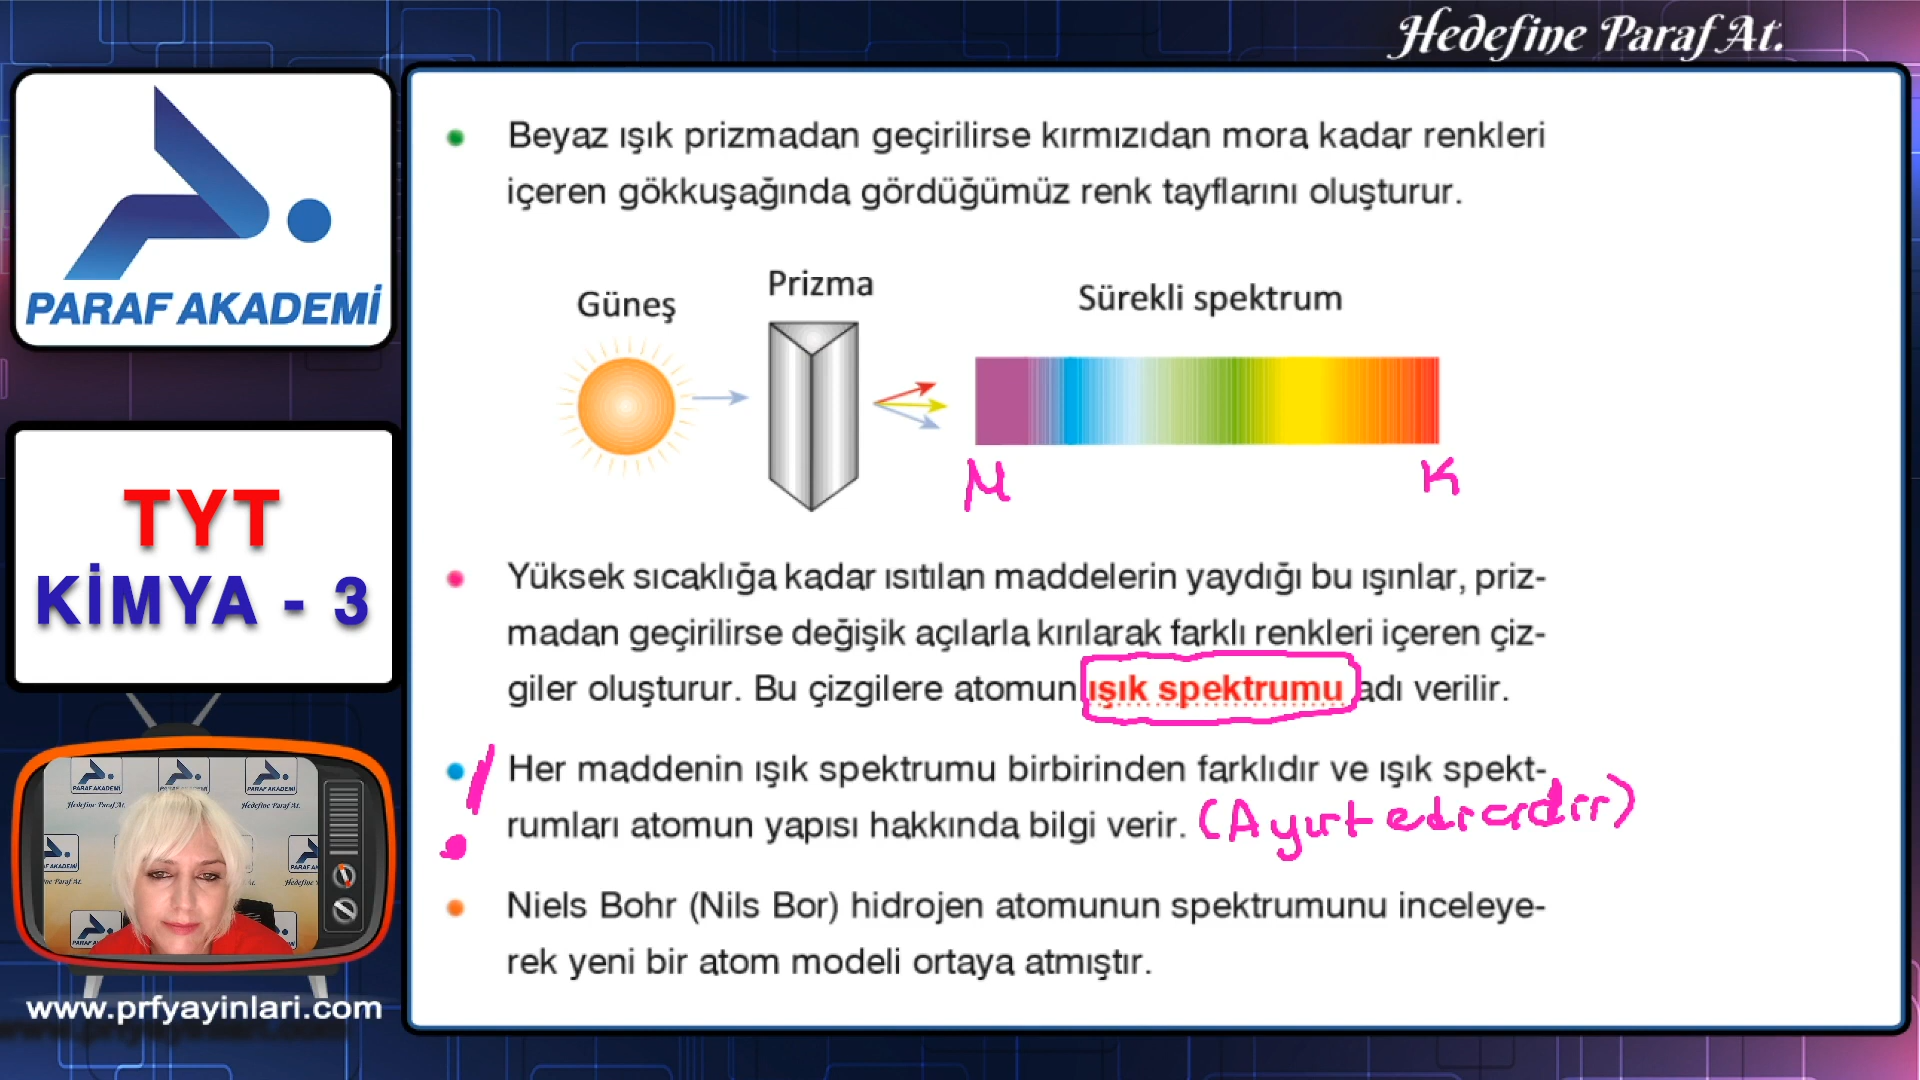 Hedefine Paraf At.
PARAF AKADEMİ
TYT
KİMYA - 3
www.prfyayinlari.com
Beyaz ışık prizmadan geçirilirse kırmızıdan mora kadar renkleri
içeren gökkuşağında gördüğümüz renk tayflarını oluşturur.
Güneş
Prizma
Sürekli spektrum
M
K
Yüksek sıcaklığa kadar ısıtılan maddelerin yaydığı bu ışınlar, priz-
madan geçirilirse değişik açılarla kırılarak farklı renkleri içeren çiz-
giler oluşturur. Bu çizgilere atomun ışık spektrumu adı verilir.
! Her maddenin ışık spektrumu birbirinden farklıdır ve ışık spekt-
rumları atomun yapısı hakkında bilgi verir. (Ayırt edicidir)
Niels Bohr (Nils Bor) hidrojen atomunun spektrumunu inceleye-
rek yeni bir atom modeli ortaya atmıştır.